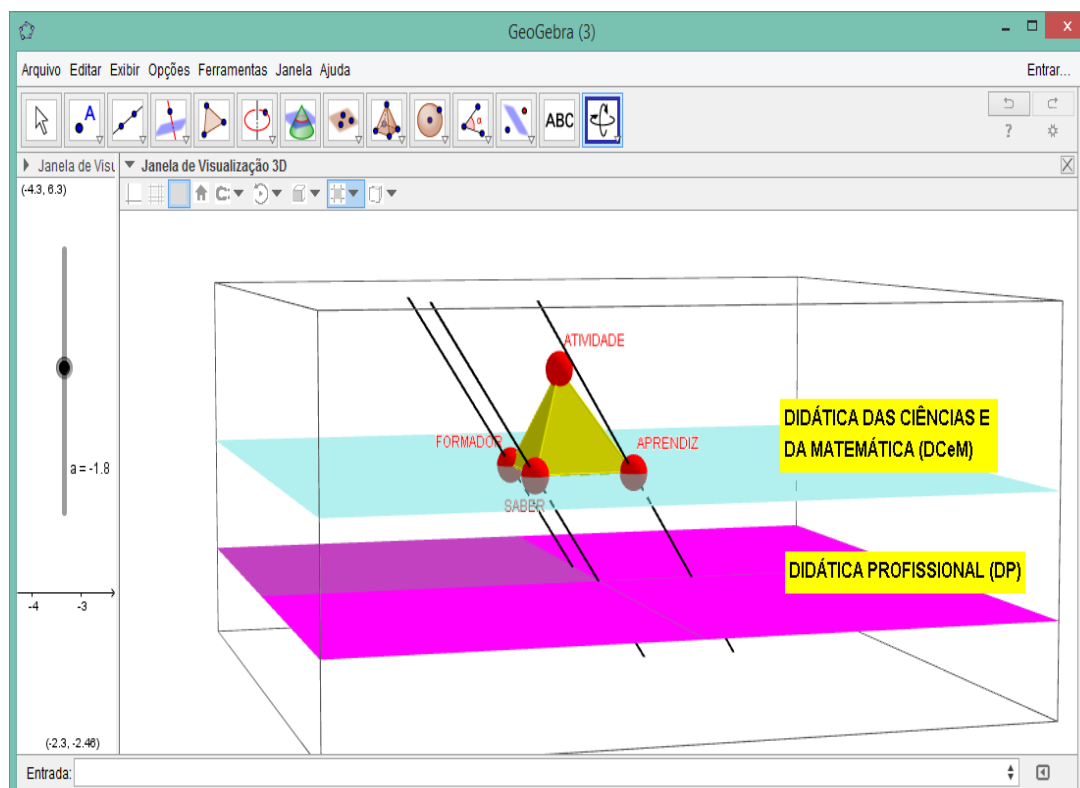 GeoGebra (3)
Arquivo Editar Exibir Opções Ferramentas Janela Ajuda
Entrar...
A
α
ABC
?
Janela de Visu
Janela de Visualização 3D
(-4.3, 6.3)
ATIVIDADE
DIDÁTICA DAS CIÊNCIAS E
DA MATEMÁTICA (DCeM)
FORMADOR
APRENDIZ
a = -1.8
SABER
DIDÁTICA PROFISSIONAL (DP)
-4
-3
(-2.3, -2.46)
Entrada: